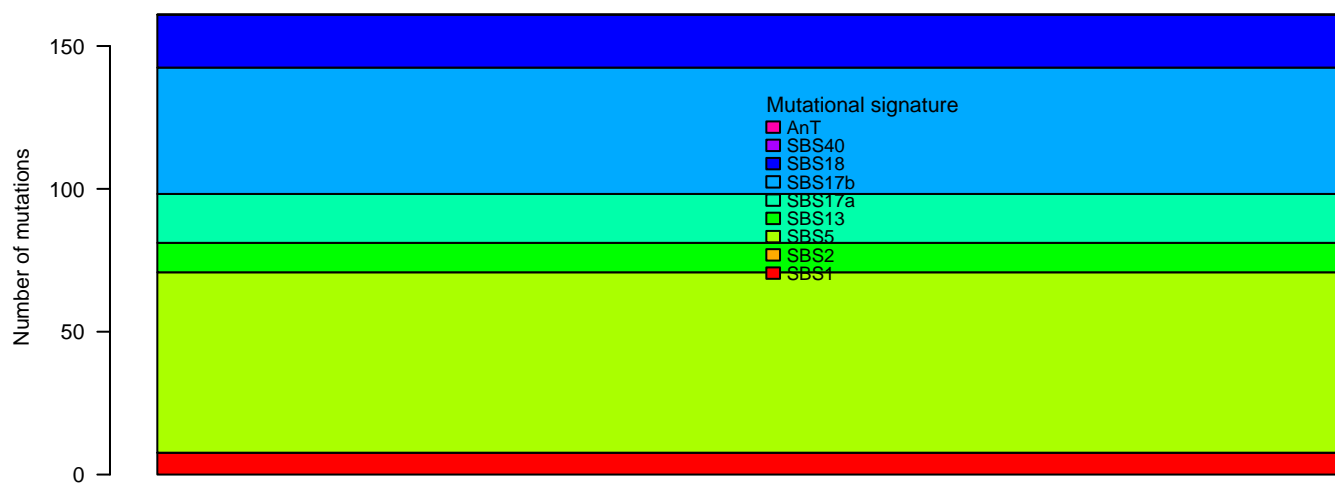 150
100
50
0
Number of mutations
Mutational signature
AnT
SBS40
SBS18
SBS17b
SBS17a
SBS13
SBS5
SBS2
SBS1